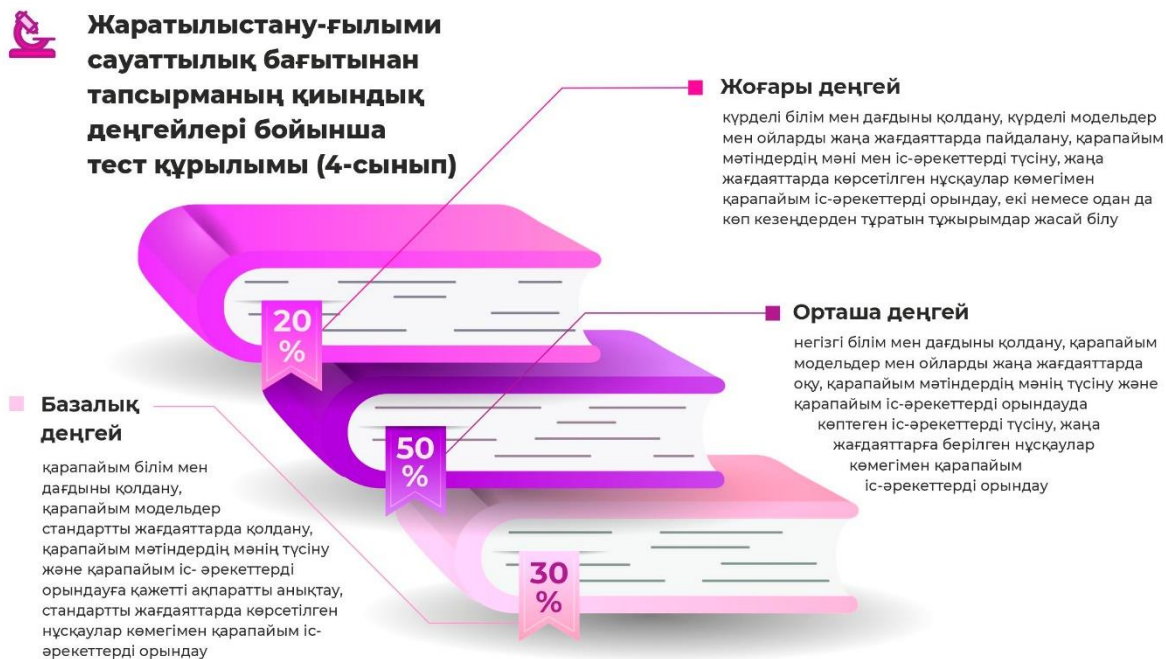 Жаратылыстану-ғылыми
сауаттылық бағытынан
тапсырманың қиындық
деңгейлері бойынша
тест құрылымы (4-сынып)
Жоғары деңгей
күрделі білім мен дағдыны қолдану, күрделі модельдер
мен ойларды жаңа жағдаяттарда пайдалану, қарапайым
мәтіндердің мәні мен іс-әрекеттерді түсіну, жаңа
жағдаяттарда көрсетілген нұсқаулар көмегімен
қарапайым іс-әрекеттерді орындау, екі немесе одан да
көп кезеңдерден тұратын тұжырымдар жасай білу
20
%
Орташа деңгей
негізгі білім мен дағдыны қолдану, қарапайым
модельдер мен ойларды жаңа жағдаяттарда
оқу, қарапайым мәтіндердің мәнің түсіну және
қарапайым іс-әрекеттерді орындауда
көптеген іс-әрекеттерді түсіну, жаңа
жағдаяттарға берілген нұсқаулар
көмегімен қарапайым
іс-әрекеттерді орындау
50
%
Базалық
деңгей
қарапайым білім мен
дағдыны қолдану,
қарапайым модельдер
стандартты жағдаяттарда қолдану,
қарапайым мәтіндердің мәнің түсіну
және қарапайым іс- әрекеттерді
орындауға қажетті ақпаратты анықтау,
стандартты жағдаяттарда көрсетілген
нұсқаулар көмегімен қарапайым іс-
әрекеттерді орындау
30
%